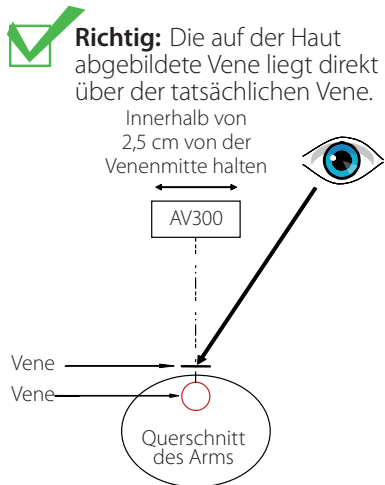 Richtig: Die auf der Haut
abgebildete Vene liegt direkt
über der tatsächlichen Vene.
Innerhalb von
2,5 cm von der
Venenmitte halten
AV300
Vene
Vene
Querschnitt
des Arms